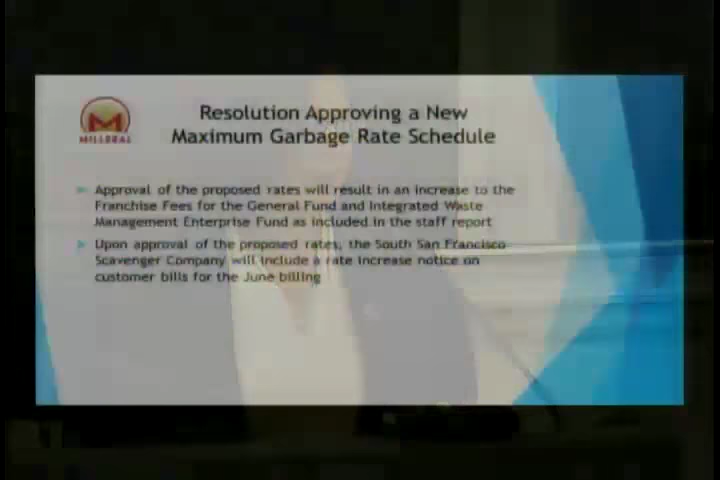 Resolution Approving a New
Maximum Garbage Rate Schedule
MILLBRAE
Approval of the proposed rates will result in an increase to the
Franchise Fees for the General Fund and Integrated Waste
Management Enterprise Fund as included in the staff report
Upon approval of the proposed rates, the South San Francisco
Scavenger Company will include a rate increase notice on
customer bills for the June billing